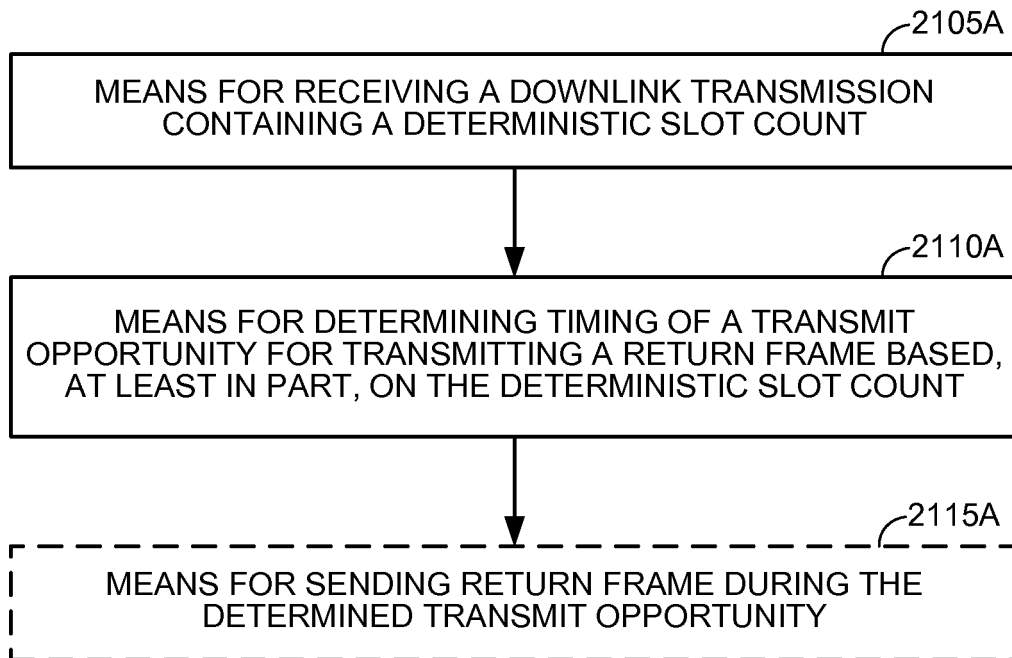 2105A
MEANS FOR RECEIVING A DOWNLINK TRANSMISSION
CONTAINING A DETERMINISTIC SLOT COUNT
2110A
MEANS FOR DETERMINING TIMING OF A TRANSMIT
OPPORTUNITY FOR TRANSMITTING A RETURN FRAME BASED,
AT LEAST IN PART, ON THE DETERMINISTIC SLOT COUNT
2115A
MEANS FOR SENDING RETURN FRAME DURING THE
DETERMINED TRANSMIT OPPORTUNITY